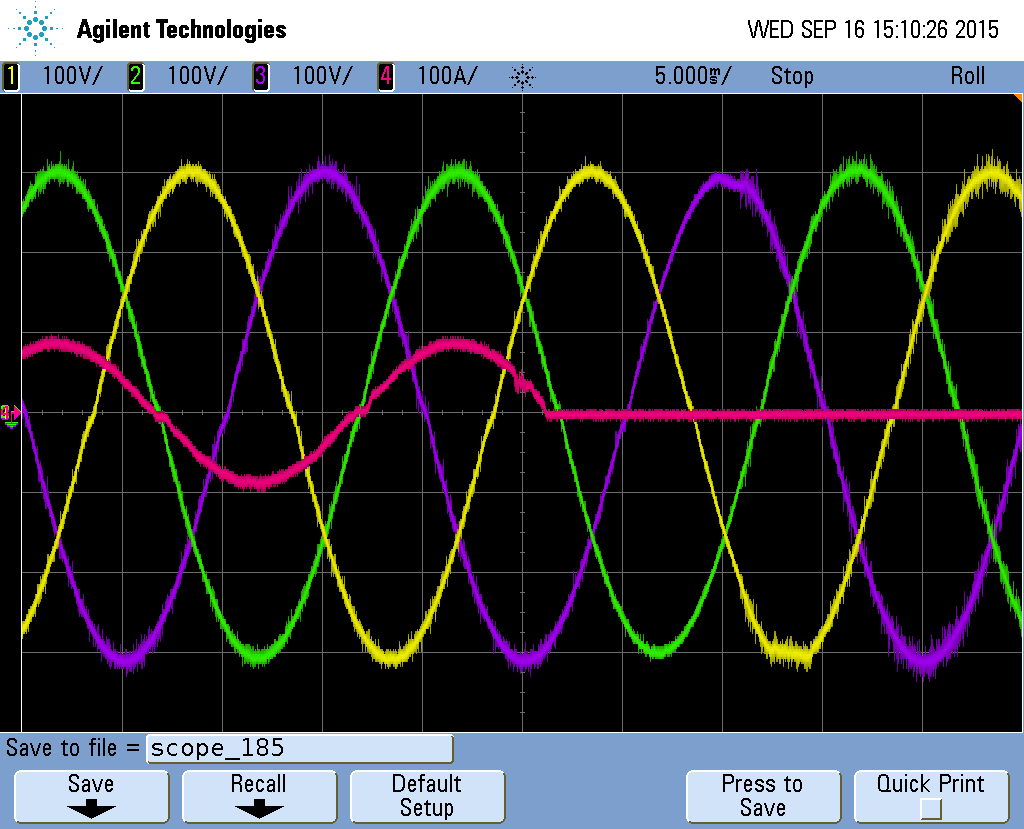 Agilent Technologies WED SEP 16 15:10:26 2015
1 100V/ 2 100V/ 3 100V/ 4 100A/ 5.000ms/ Stop Roll
Save to file = scope_185
Save Recall Default Setup Press to Save Quick Print